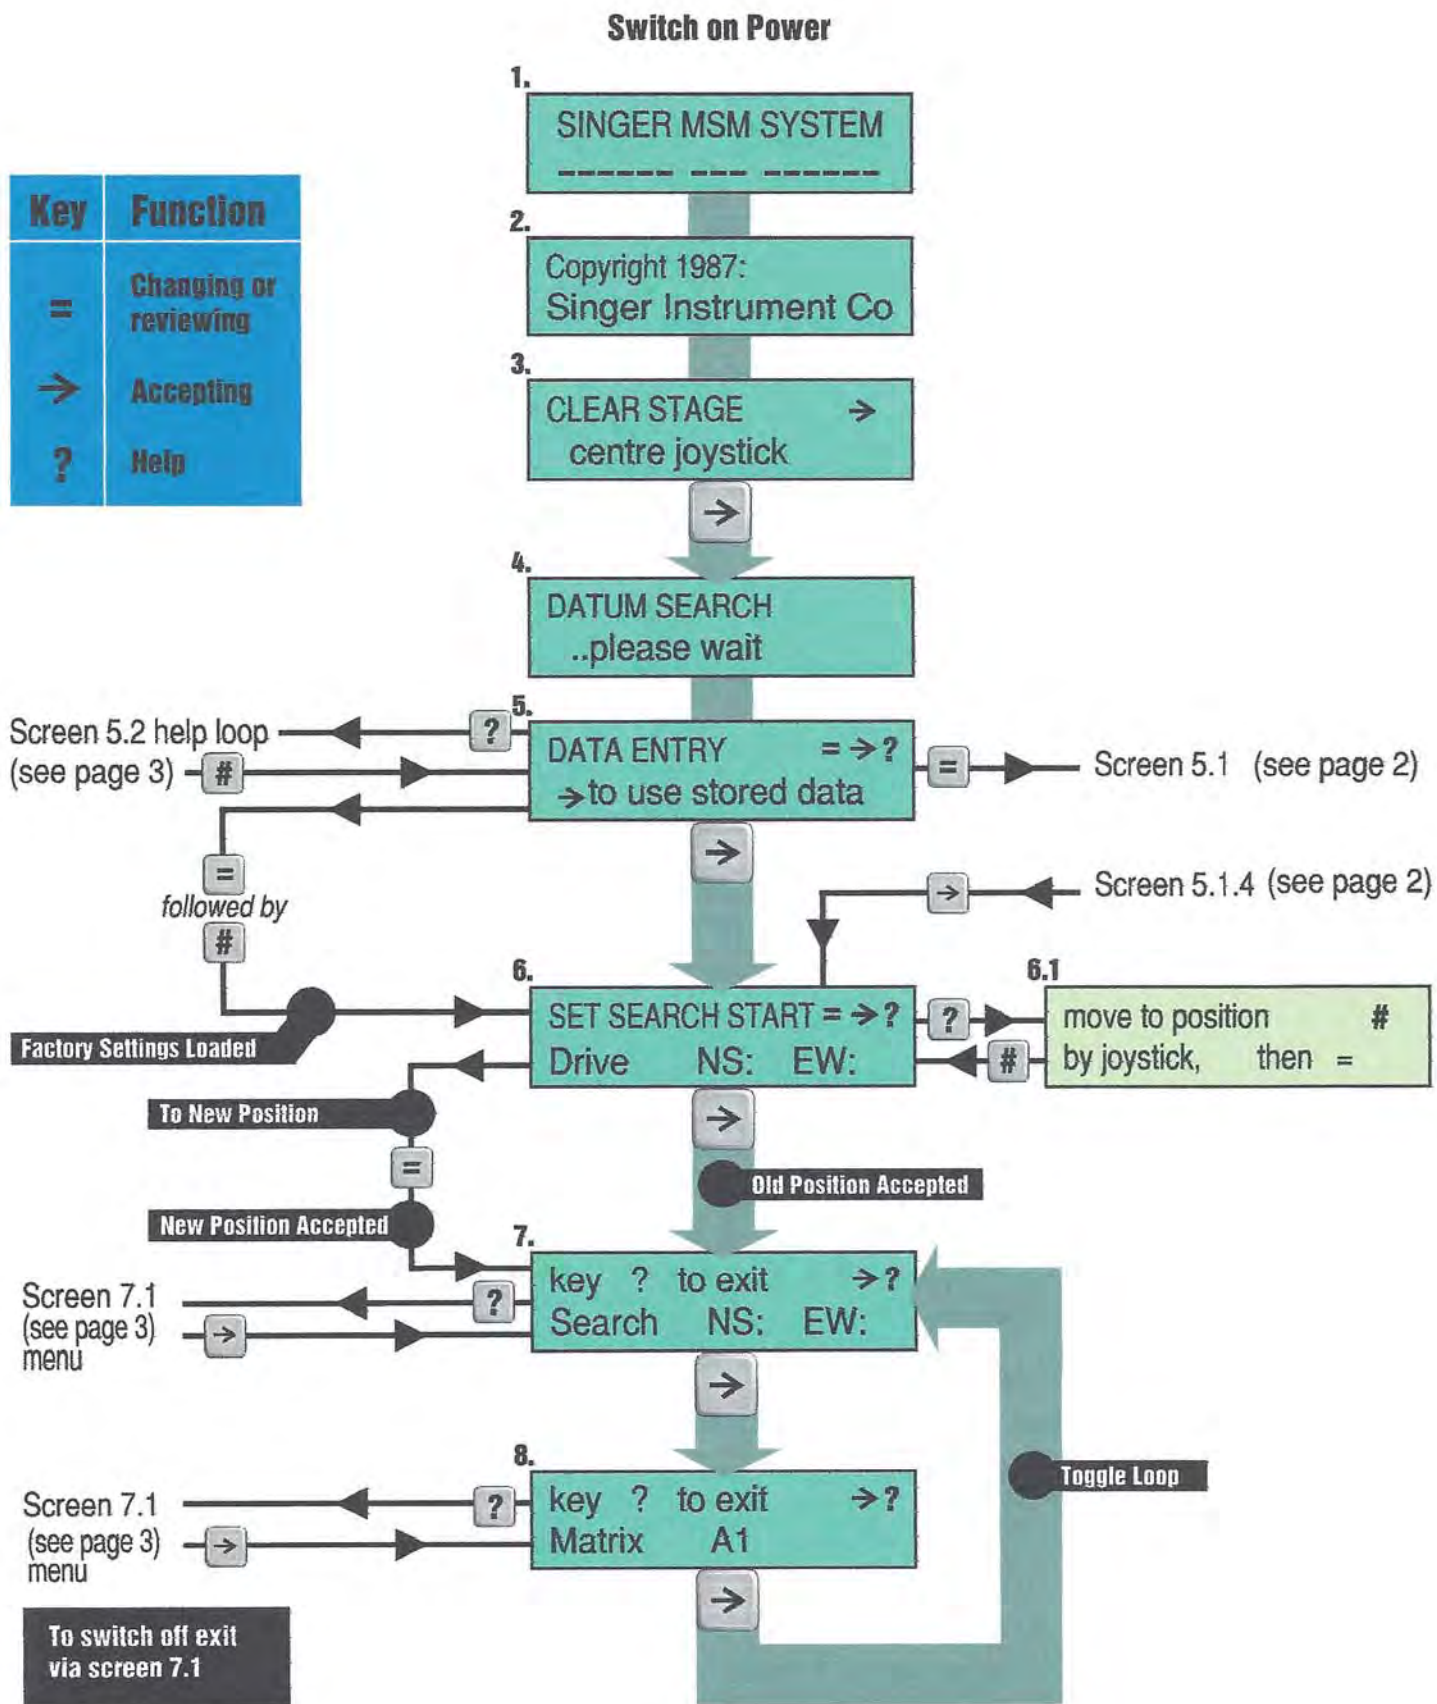 Switch on Power
1.
SINGER MSM SYSTEM
------ --- ------
Key Function
= Changing or
reviewing
→ Accepting
? Help
2.
Copyright 1987:
Singer Instrument Co
3.
CLEAR STAGE →
centre joystick
→
4.
DATUM SEARCH
..please wait
5.
Screen 5.2 help loop ?
(see page 3) #
DATA ENTRY = → ?
→ to use stored data
= Screen 5.1 (see page 2)
→
=
followed by
#
→ Screen 5.1.4 (see page 2)
Factory Settings Loaded
6.
SET SEARCH START = → ?
Drive NS: EW:
?
#
6.1
move to position #
by joystick, then =
To New Position
=
New Position Accepted
→
Old Position Accepted
7.
key ? to exit → ?
Search NS: EW:
Screen 7.1 ?
(see page 3) →
menu
→
8.
key ? to exit → ?
Matrix A1
Screen 7.1 ?
(see page 3) →
menu
→
Toggle Loop
To switch off exit
via screen 7.1